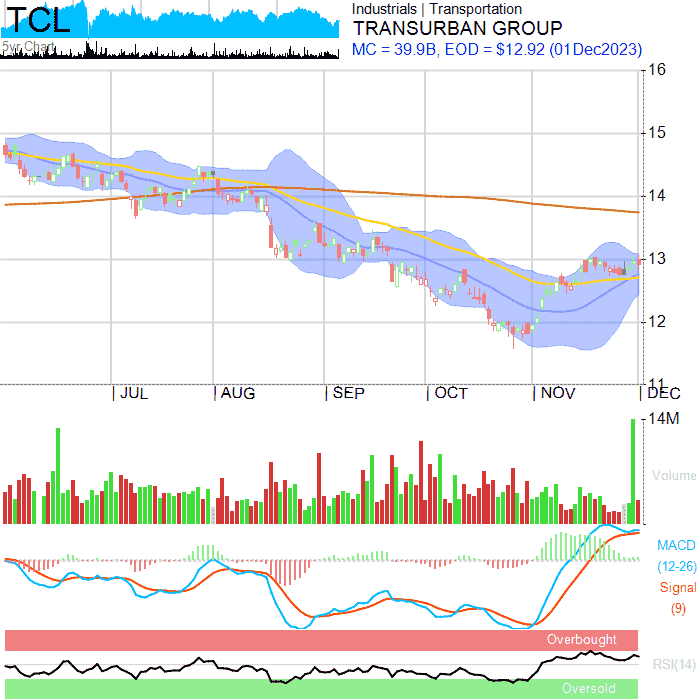 TCL
5yr Chart
Industrials | Transportation
TRANSURBAN GROUP
MC = 39.9B, EOD = $12.92 (01Dec2023)
16
15
14
13
12
11
| JUL | AUG | SEP | OCT | NOV | DEC
14M
Volume
MACD
(12-26)
Signal
(9)
Overbought
RSI(14)
Oversold